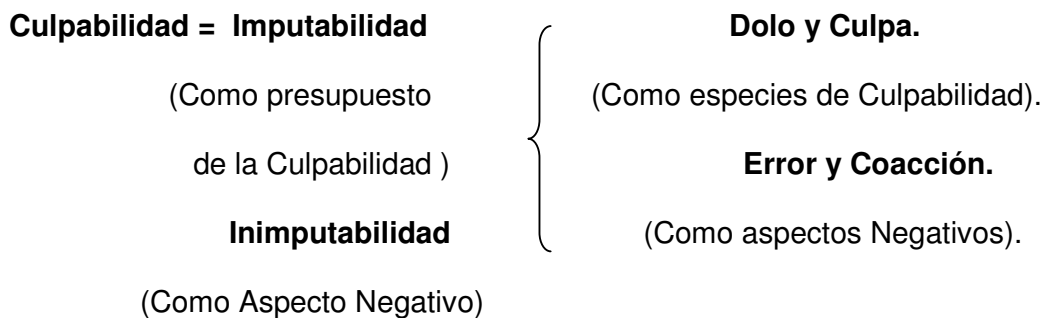 Culpabilidad = Imputabilidad Dolo y Culpa.
(Como presupuesto (Como especies de Culpabilidad).
de la Culpabilidad ) Error y Coacción.
Inimputabilidad (Como aspectos Negativos).
(Como Aspecto Negativo)